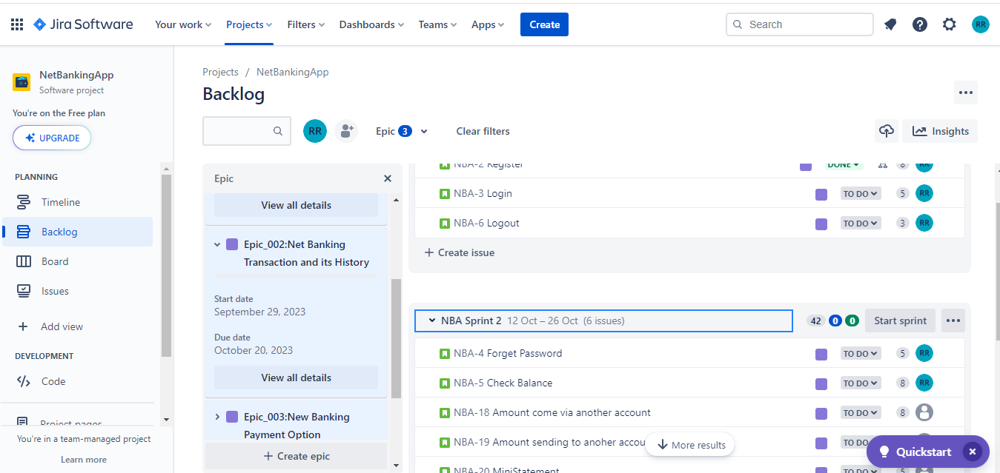 Jira Software Your work Projects Filters Dashboards Teams Apps Create Search RR
NetBankingApp
Software project
You're on the Free plan
UPGRADE
PLANNING
Timeline
Backlog
Board
Issues
Add view
DEVELOPMENT
Code
Project pages
You're in a team-managed project
Learn more
Projects / NetBankingApp
Backlog
RR Epic 3 Clear filters Insights
Epic
View all details
Epic_002:Net Banking
Transaction and its History
Start date
September 29, 2023
Due date
October 20, 2023
View all details
Epic_003:New Banking
Payment Option
+ Create epic
NBA-2 Register DONE 8 RR
NBA-3 Login TO DO 5 RR
NBA-6 Logout TO DO 3 RR
+ Create issue
NBA Sprint 2 12 Oct – 26 Oct (6 issues) 42 0 0 Start sprint
NBA-4 Forget Password TO DO 5 RR
NBA-5 Check Balance TO DO 8 RR
NBA-18 Amount come via another account TO DO 8
NBA-19 Amount sending to anoher accou TO DO
NBA-20 MiniStatement TO DO 5
More results
Quickstart